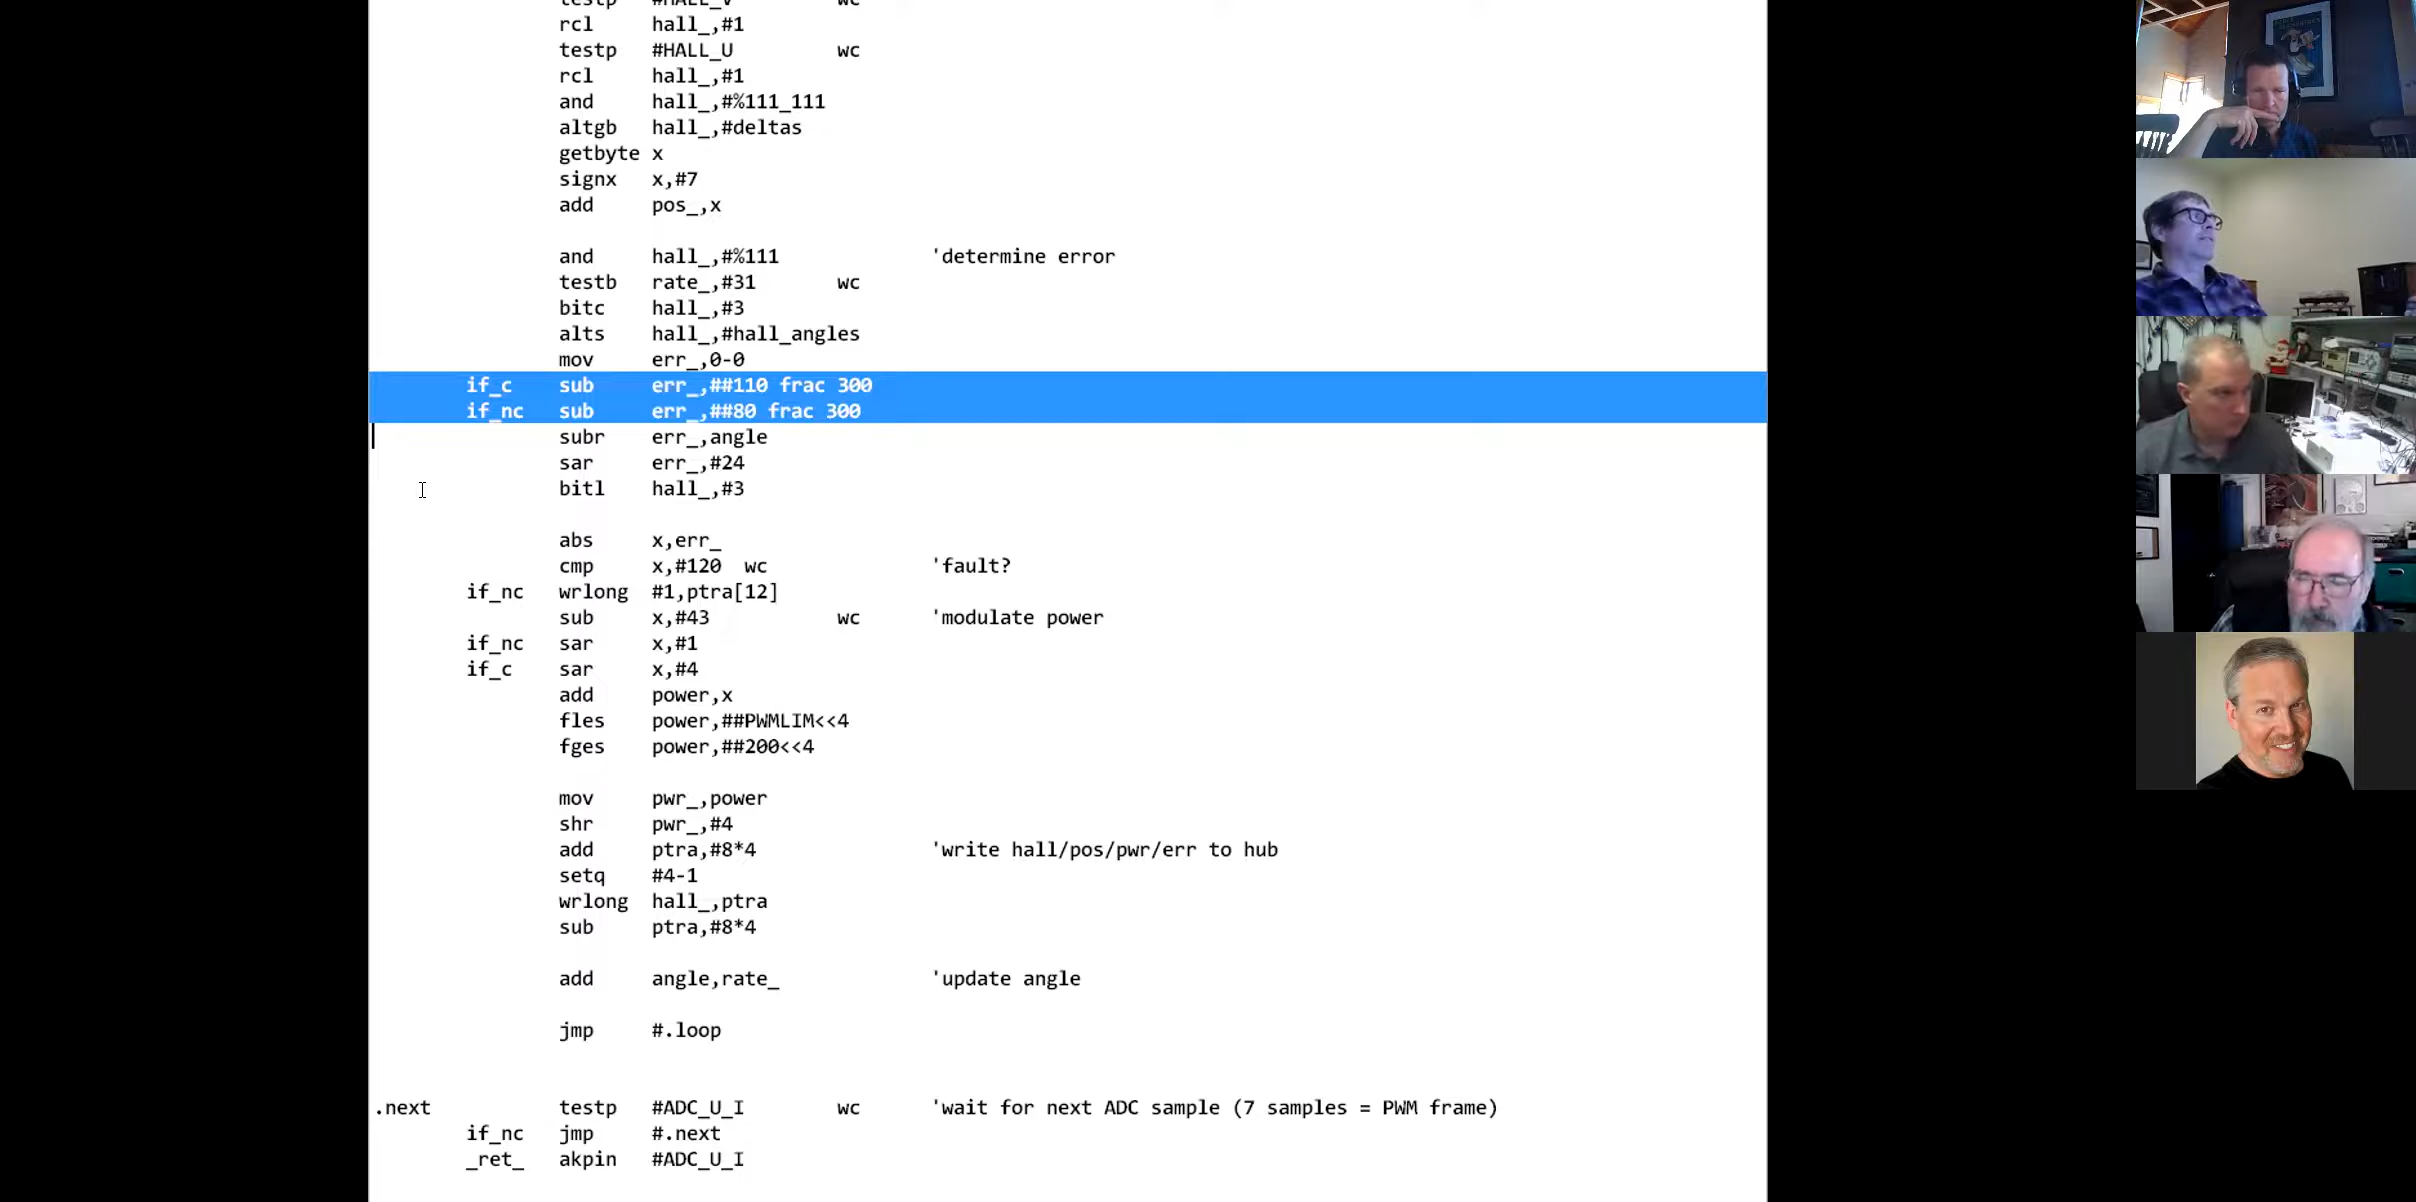 rcl hall_,#1
testp #HALL_U wc
rcl hall_,#1
and hall_,#%111_111
altgb hall_,#deltas
getbyte x
signx x,#7
add pos_,x
and hall_,#%111 'determine error
testb rate_,#31 wc
bitc hall_,#3
alts hall_,#hall_angles
mov err_,0-0
if_c sub err_,##110 frac 300
if_nc sub err_,##80 frac 300
subr err_,angle
sar err_,#24
bitl hall_,#3
abs x,err_
cmp x,#120 wc 'fault?
if_nc wrlong #1,ptra[12]
sub x,#43 wc 'modulate power
if_nc sar x,#1
if_c sar x,#4
add power,x
fles power,##PWMLIM<<4
fges power,##200<<4
mov pwr_,power
shr pwr_,#4
add ptra,#8*4 'write hall/pos/pwr/err to hub
setq #4-1
wrlong hall_,ptra
sub ptra,#8*4
add angle,rate_ 'update angle
jmp #.loop
.next testp #ADC_U_I wc 'wait for next ADC sample (7 samples = PWM frame)
if_nc jmp #.next
_ret_ akpin #ADC_U_I